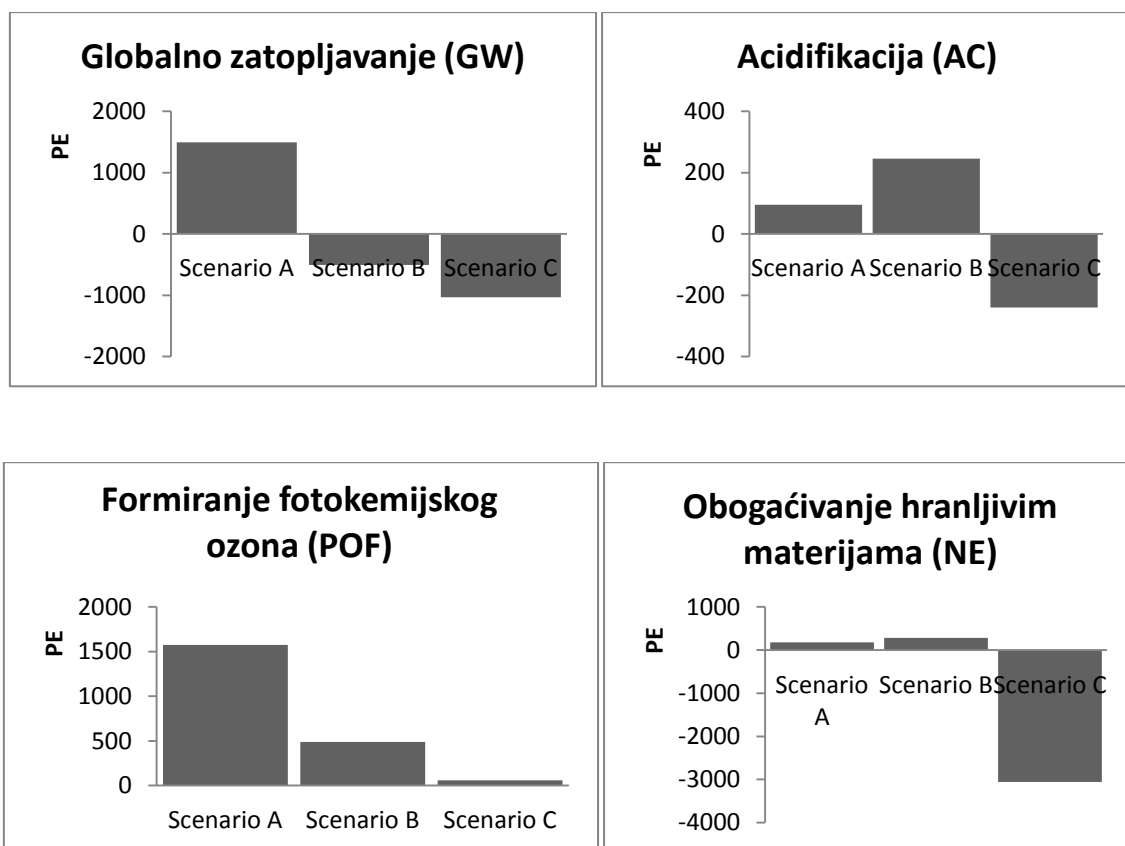 Globalno zatopljavanje (GW)
PE
2000
1000
0
-1000
-2000
Scenario A Scenario B Scenario C
Acidifikacija (AC)
PE
400
200
0
-200
-400
Scenario A Scenario B Scenario C
Formiranje fotokemijskog
ozona (POF)
PE
2000
1500
1000
500
0
Scenario A Scenario B Scenario C
Obogaćivanje hranljivim
materijama (NE)
PE
1000
0
-1000
-2000
-3000
-4000
Scenario
A
Scenario B Scenario C